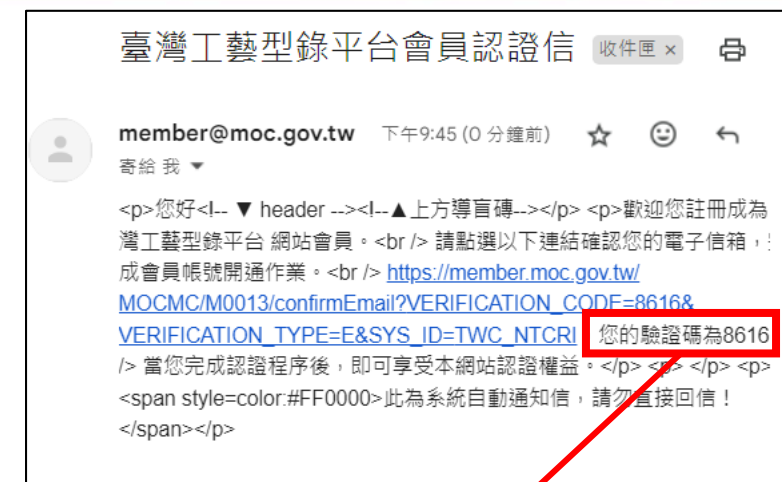 臺灣工藝型錄平台會員認證信 收件匣 ×
member@moc.gov.tw 下午9:45 (0 分鐘前)
寄給 我 ▼
<p>您好<!-- ▼ header --><!--▲上方導盲磚--></p> <p>歡迎您註冊成為
灣工藝型錄平台 網站會員。<br /> 請點選以下連結確認您的電子信箱，
成會員帳號開通作業。<br /> https://member.moc.gov.tw/
MOCMC/M0013/confirmEmail?VERIFICATION_CODE=8616&
VERIFICATION_TYPE=E&SYS_ID=TWC_NTCRI 您的驗證碼為8616
/> 當您完成認證程序後，即可享受本網站認證權益。</p> <p> </p> <p>
<span style=color:#FF0000>此為系統自動通知信，請勿直接回信！
</span></p>